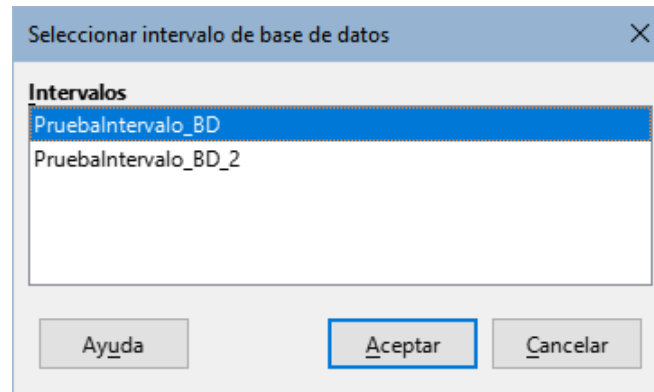 Seleccionar intervalo de base de datos
Intervalos
PruebaIntervalo_BD
PruebaIntervalo_BD_2
Ayuda Aceptar Cancelar